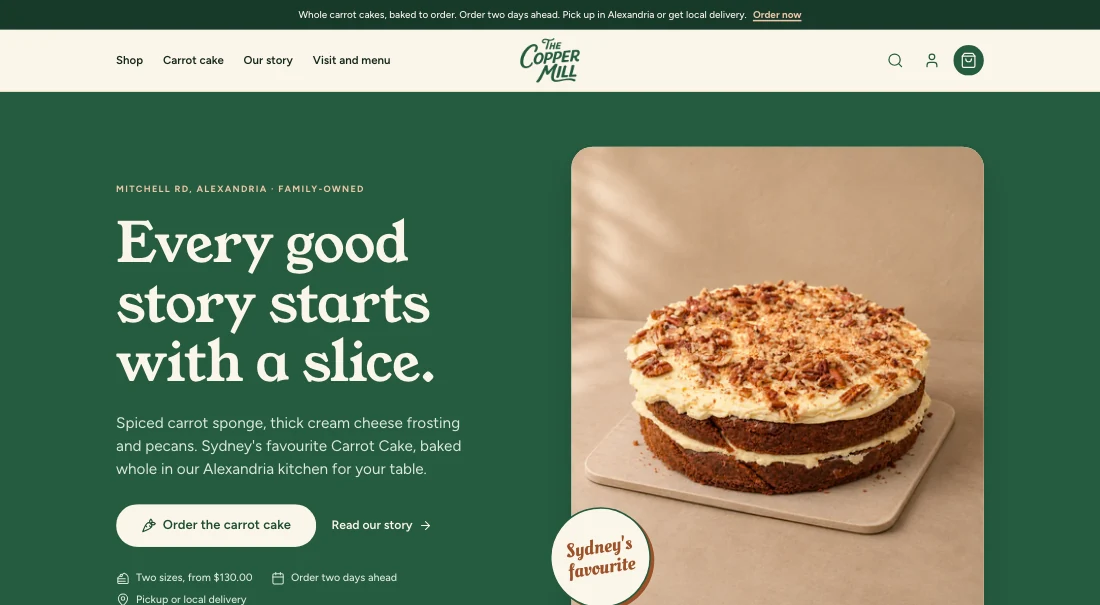 Whole carrot cakes, baked to order. Order two days ahead. Pick up in Alexandria or get local delivery. Order now
Shop Carrot cake Our story Visit and menu
THE
COPPER
MILL
MITCHELL RD, ALEXANDRIA · FAMILY-OWNED
Every good
story starts
with a slice.
Spiced carrot sponge, thick cream cheese frosting
and pecans. Sydney's favourite Carrot Cake, baked
whole in our Alexandria kitchen for your table.
Order the carrot cake Read our story
Two sizes, from $130.00 Order two days ahead
Pickup or local delivery
Sydney's
favourite